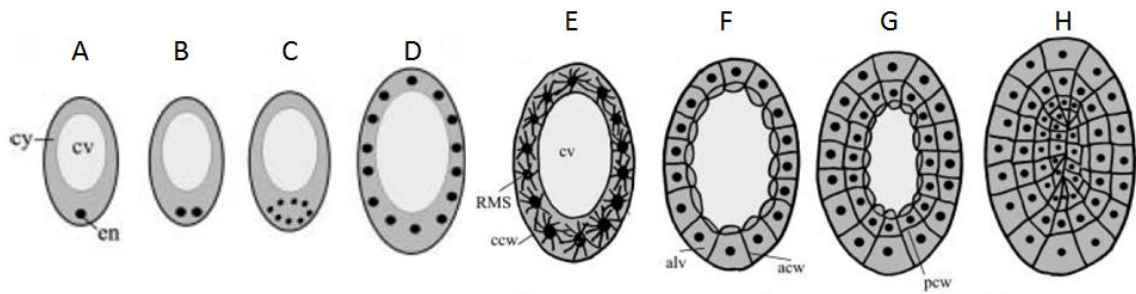 A B C D E F G H
cy cv en
cv RMS ccw
alv acw
pcw